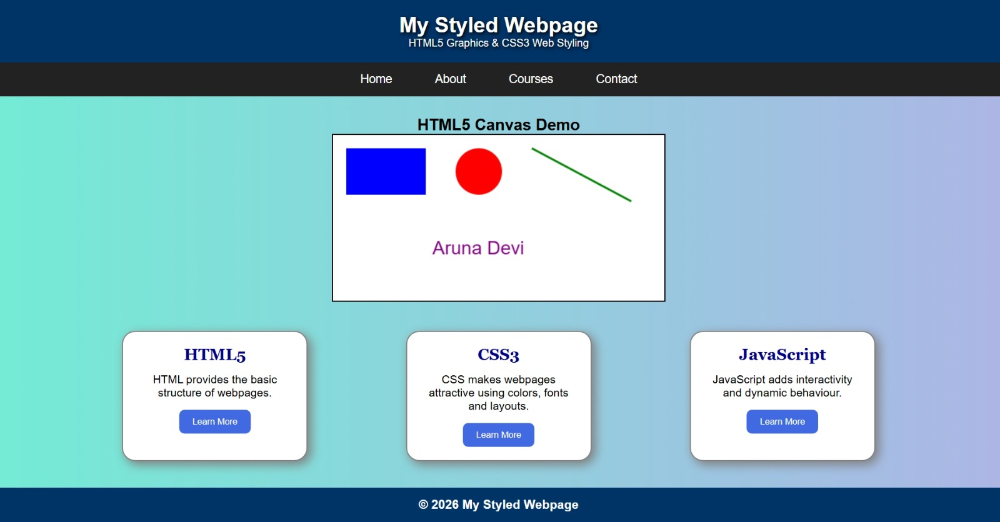 My Styled Webpage
HTML5 Graphics & CSS3 Web Styling
Home About Courses Contact
HTML5 Canvas Demo
Aruna Devi
HTML5
HTML provides the basic
structure of webpages.
Learn More
CSS3
CSS makes webpages
attractive using colors, fonts
and layouts.
Learn More
JavaScript
JavaScript adds interactivity
and dynamic behaviour.
Learn More
© 2026 My Styled Webpage